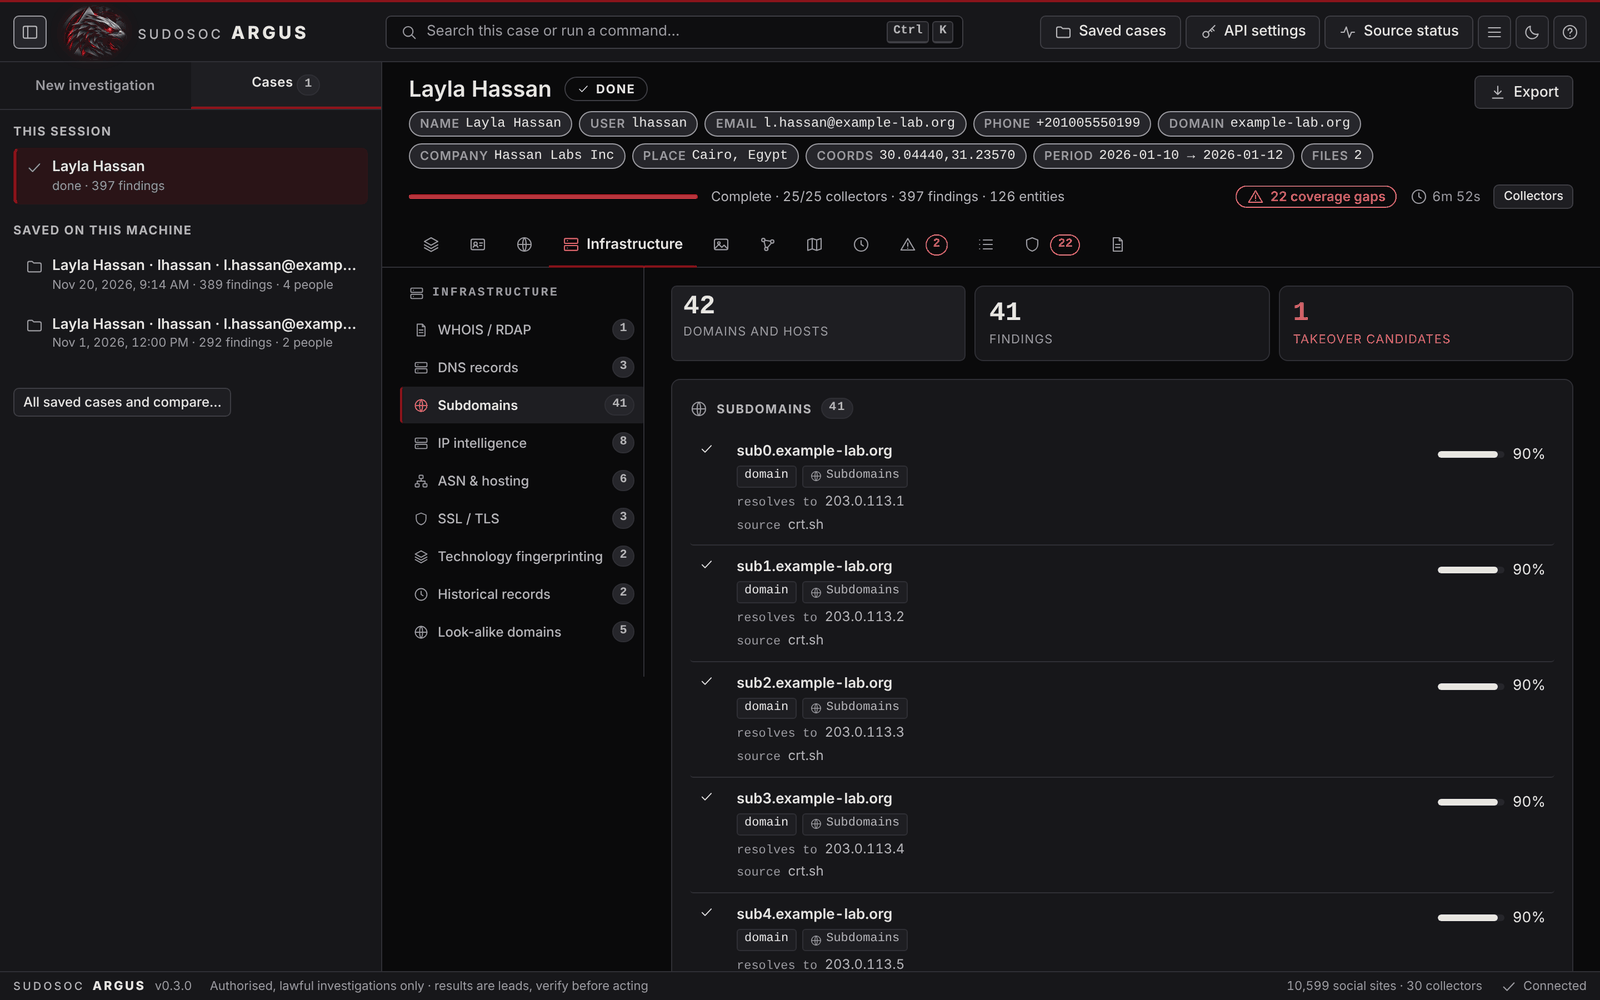 SUDOSOC ARGUS
Search this case or run a command... Ctrl K
Saved cases
API settings
Source status
New investigation
Cases 1
THIS SESSION
Layla Hassan
done · 397 findings
SAVED ON THIS MACHINE
Layla Hassan · lhassan · l.hassan@examp...
Nov 20, 2026, 9:14 AM · 389 findings · 4 people
Layla Hassan · lhassan · l.hassan@examp...
Nov 1, 2026, 12:00 PM · 292 findings · 2 people
All saved cases and compare...
Layla Hassan DONE
Export
NAME Layla Hassan USER lhassan EMAIL l.hassan@example-lab.org PHONE +201005550199 DOMAIN example-lab.org
COMPANY Hassan Labs Inc PLACE Cairo, Egypt COORDS 30.04440,31.23570 PERIOD 2026-01-10 → 2026-01-12 FILES 2
Complete · 25/25 collectors · 397 findings · 126 entities
22 coverage gaps 6m 52s Collectors
Infrastructure 2 22
INFRASTRUCTURE
WHOIS / RDAP 1
DNS records 3
Subdomains 41
IP intelligence 8
ASN & hosting 6
SSL / TLS 3
Technology fingerprinting 2
Historical records 2
Look-alike domains 5
42
DOMAINS AND HOSTS
41
FINDINGS
1
TAKEOVER CANDIDATES
SUBDOMAINS 41
sub0.example-lab.org 90%
domain Subdomains
resolves to 203.0.113.1
source crt.sh
sub1.example-lab.org 90%
domain Subdomains
resolves to 203.0.113.2
source crt.sh
sub2.example-lab.org 90%
domain Subdomains
resolves to 203.0.113.3
source crt.sh
sub3.example-lab.org 90%
domain Subdomains
resolves to 203.0.113.4
source crt.sh
sub4.example-lab.org 90%
domain Subdomains
resolves to 203.0.113.5
SUDOSOC ARGUS v0.3.0 Authorised, lawful investigations only · results are leads, verify before acting
10,599 social sites · 30 collectors Connected